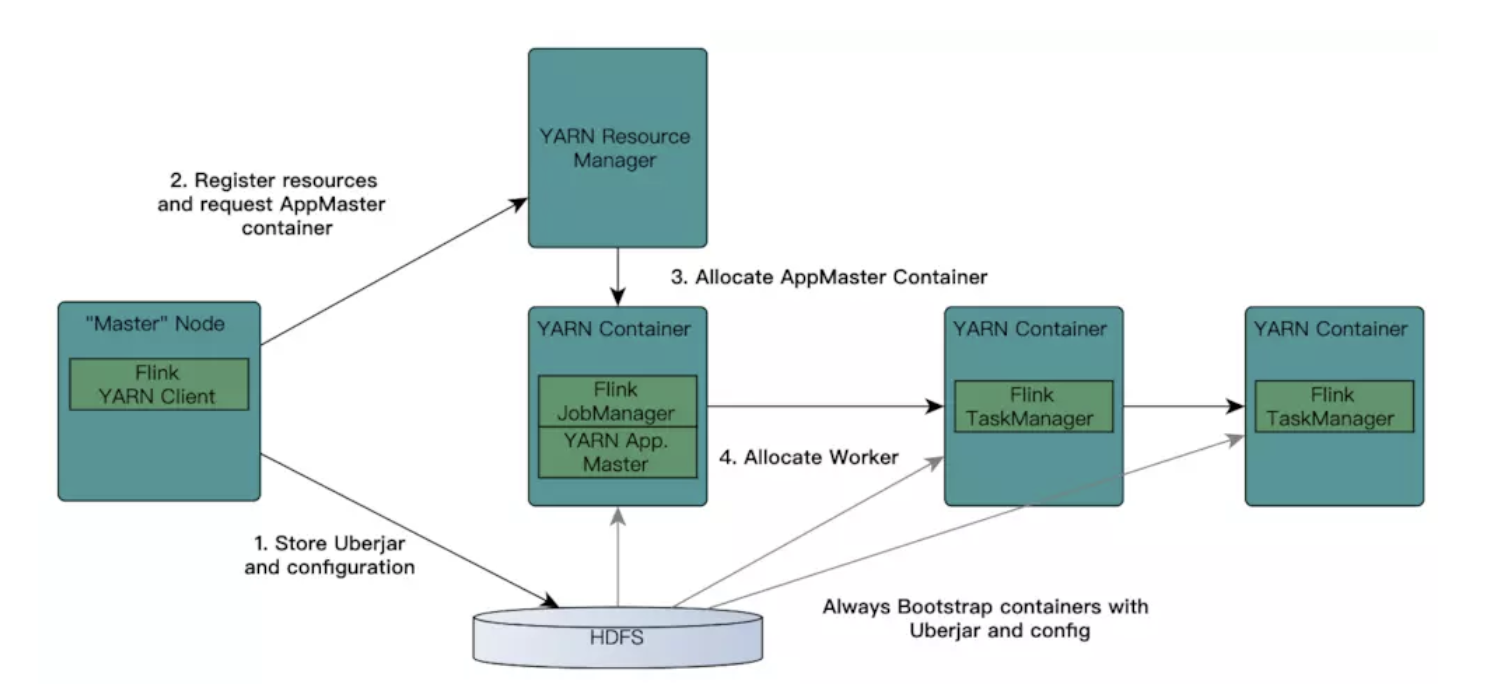 YARN Resource
Manager
2. Register resources
and request AppMaster
container
3. Allocate AppMaster Container
"Master" Node
Flink
YARN Client
YARN Container
Flink
JobManager
YARN App.
Master
YARN Container
Flink
TaskManager
YARN Container
Flink
TaskManager
4. Allocate Worker
1. Store Uberjar
and configuration
Always Bootstrap containers with
Uberjar and config
HDFS